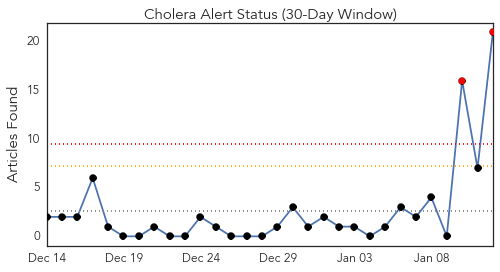 Cholera Alert Status (30-Day Window)
Articles Found
20
15
10
5
0
Dec 14 Dec 19 Dec 24 Dec 29 Jan 03 Jan 08